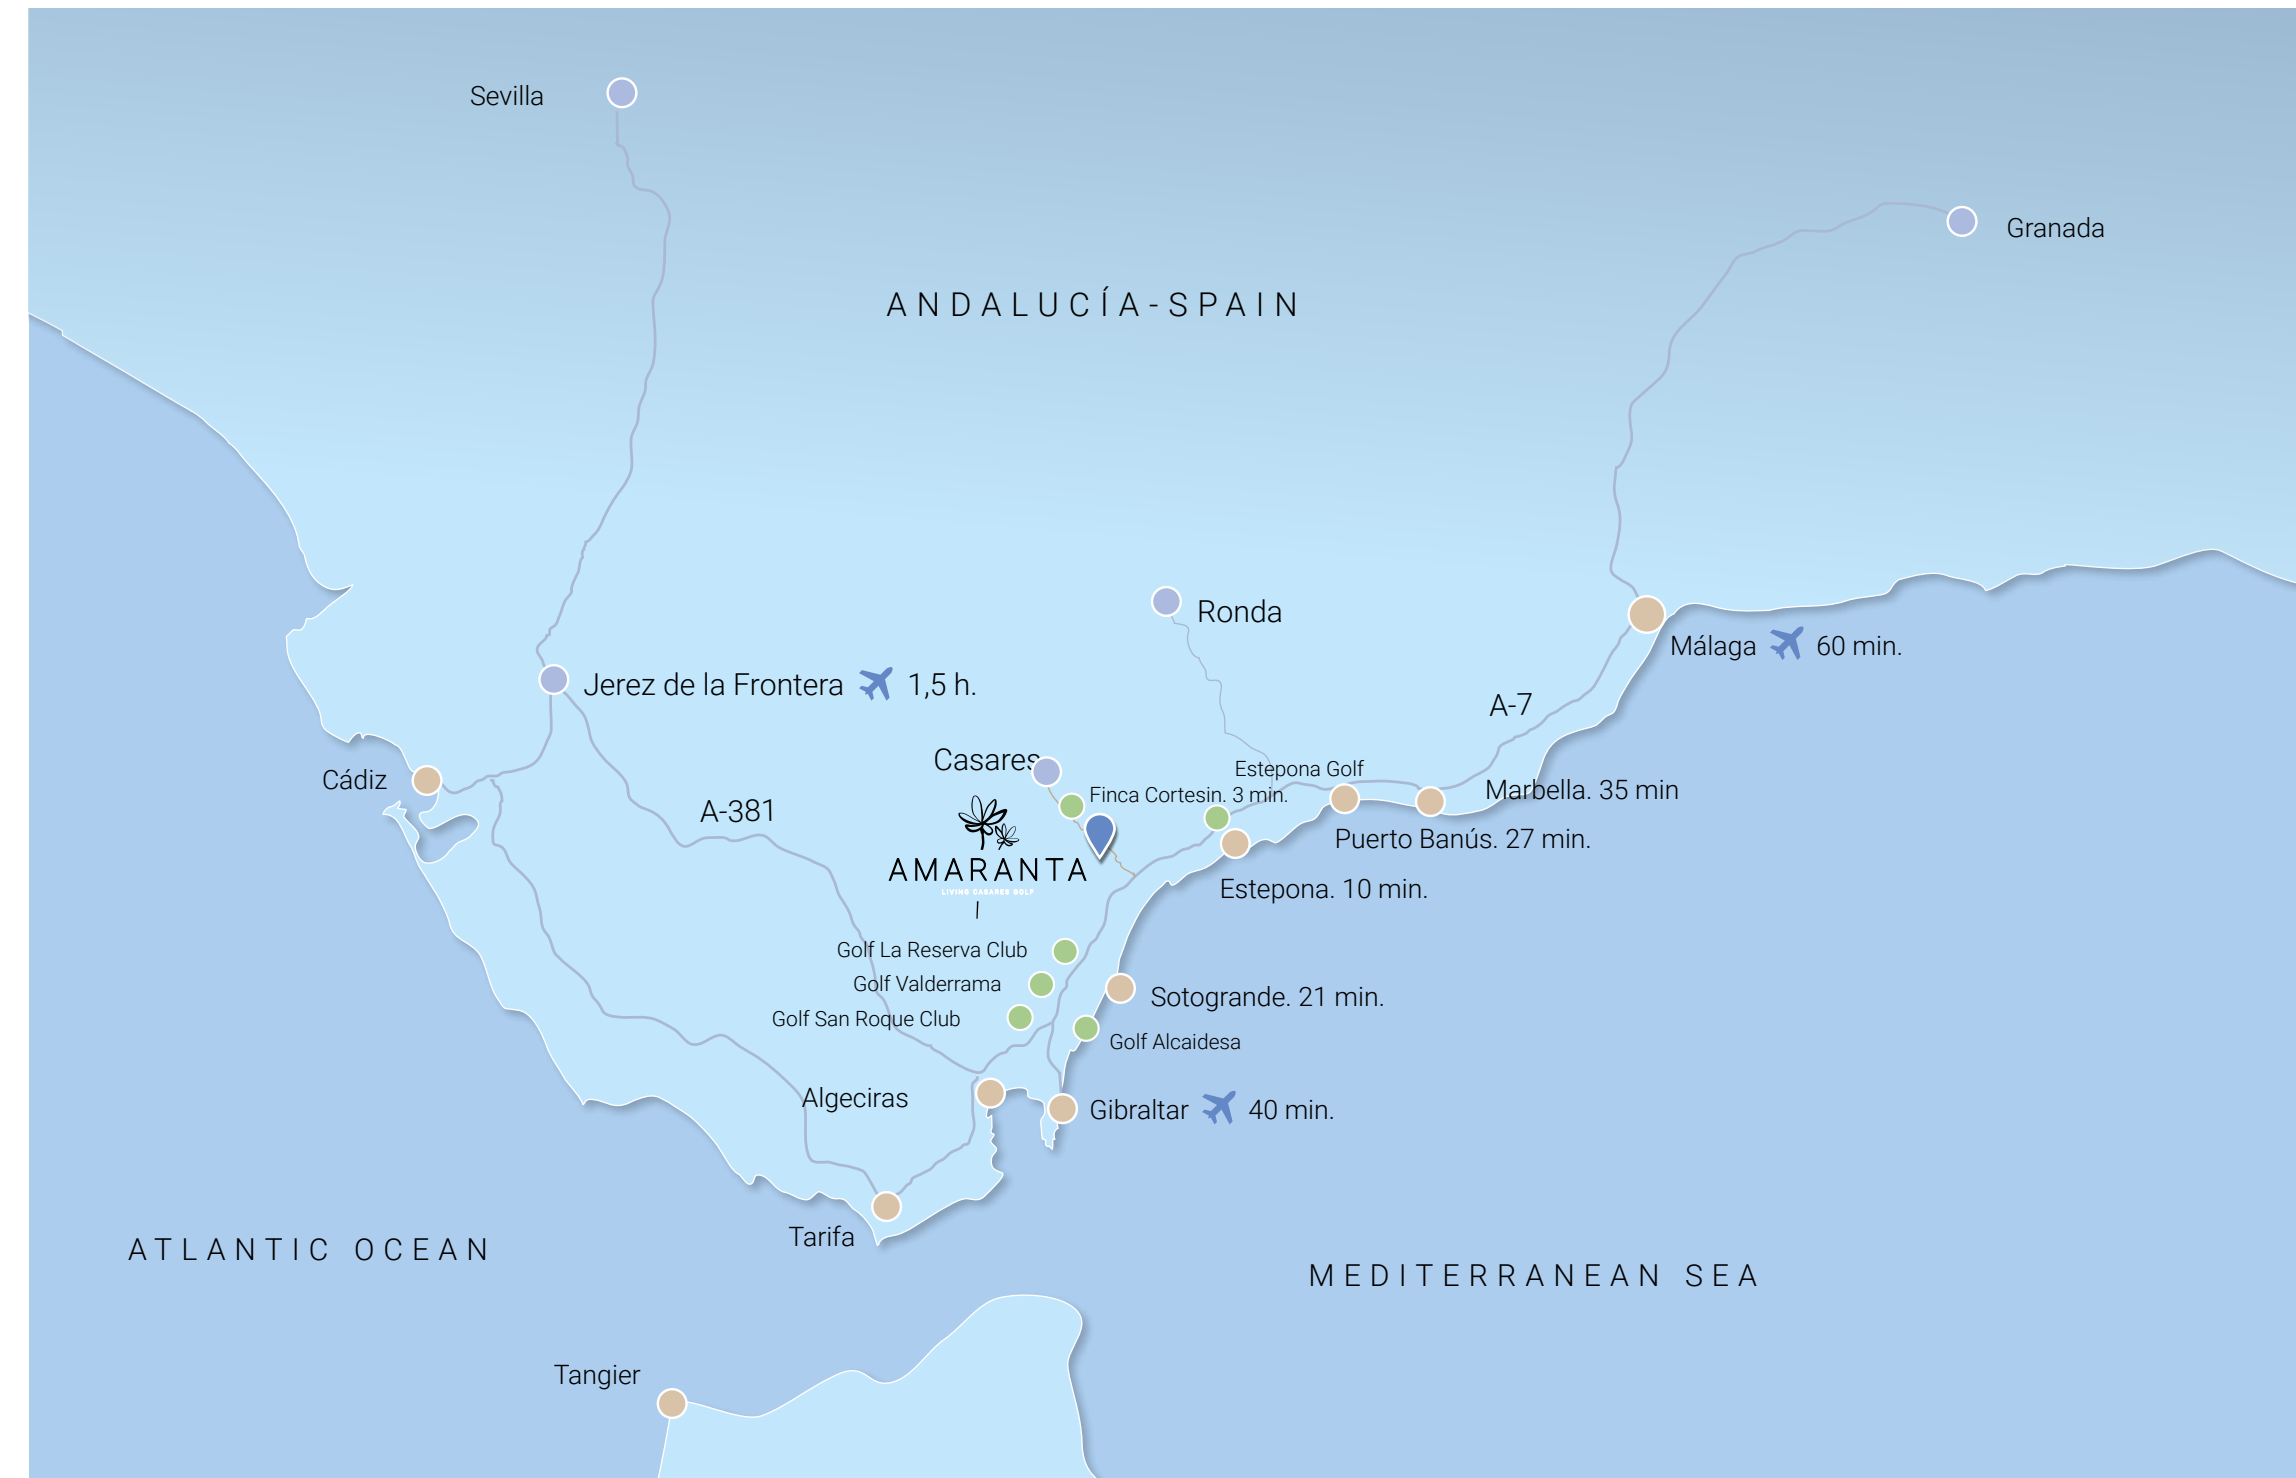 Sevilla
Granada
ANDALUCÍA-SPAIN
Ronda
Málaga 60 min.
Jerez de la Frontera 1,5 h.
A-7
Casares
Estepona Golf
Cádiz
Finca Cortesin. 3 min.
Marbella. 35 min
A-381
Puerto Banús. 27 min.
AMARANTA
LIVING CASARES GOLF
Estepona. 10 min.
Golf La Reserva Club
Golf Valderrama
Sotogrande. 21 min.
Golf San Roque Club
Golf Alcaidesa
Algeciras
Gibraltar 40 min.
Tarifa
ATLANTIC OCEAN
MEDITERRANEAN SEA
Tangier